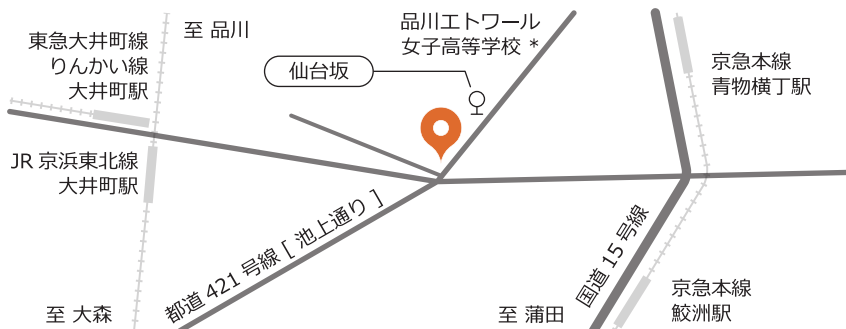 至 品川
東急大井町線
りんかい線
大井町駅
JR 京浜東北線
大井町駅
至 大森
仙台坂
品川エトワール
女子高等学校 *
京急本線
青物横丁駅
都道 421 号線 [ 池上通り ]
国道 15 号線
至 蒲田
京急本線
鮫洲駅